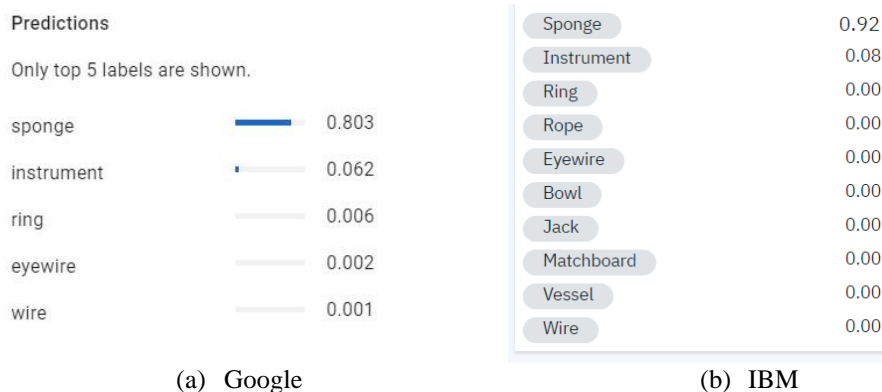 Predictions
Only top 5 labels are shown.
sponge 0.803
instrument 0.062
ring 0.006
eyewire 0.002
wire 0.001
(a) Google
Sponge 0.92
Instrument 0.08
Ring 0.00
Rope 0.00
Eyewire 0.00
Bowl 0.00
Jack 0.00
Matchboard 0.00
Vessel 0.00
Wire 0.00
(b) IBM